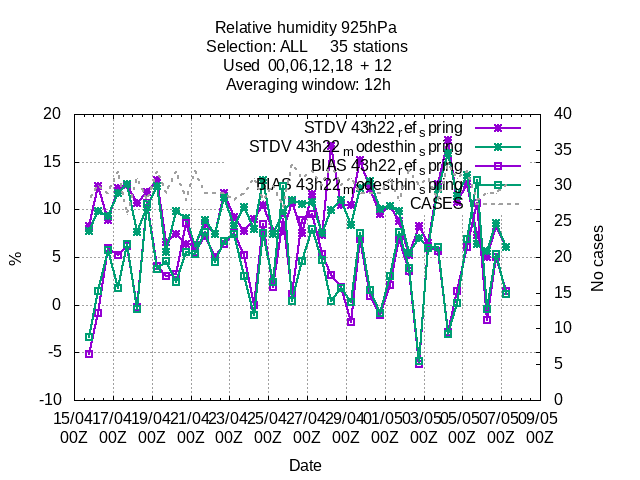 Relative humidity 925hPa
Selection: ALL 35 stations
Used 00,06,12,18 + 12
Averaging window: 12h
20 40
STDV 43h22refspring
STDV 43h22modesthinspring
35
15
BIAS 43h22refspring
BIAS 43h22modesthinspring 30
CASES
10 25
% 5 20 No cases
15
0
10
-5 5
-10 0
15/04 17/04 19/04 21/04 23/04 25/04 27/04 29/04 01/05 03/05 05/05 07/05 09/05
00Z 00Z 00Z 00Z 00Z 00Z 00Z 00Z 00Z 00Z 00Z 00Z 00Z
Date